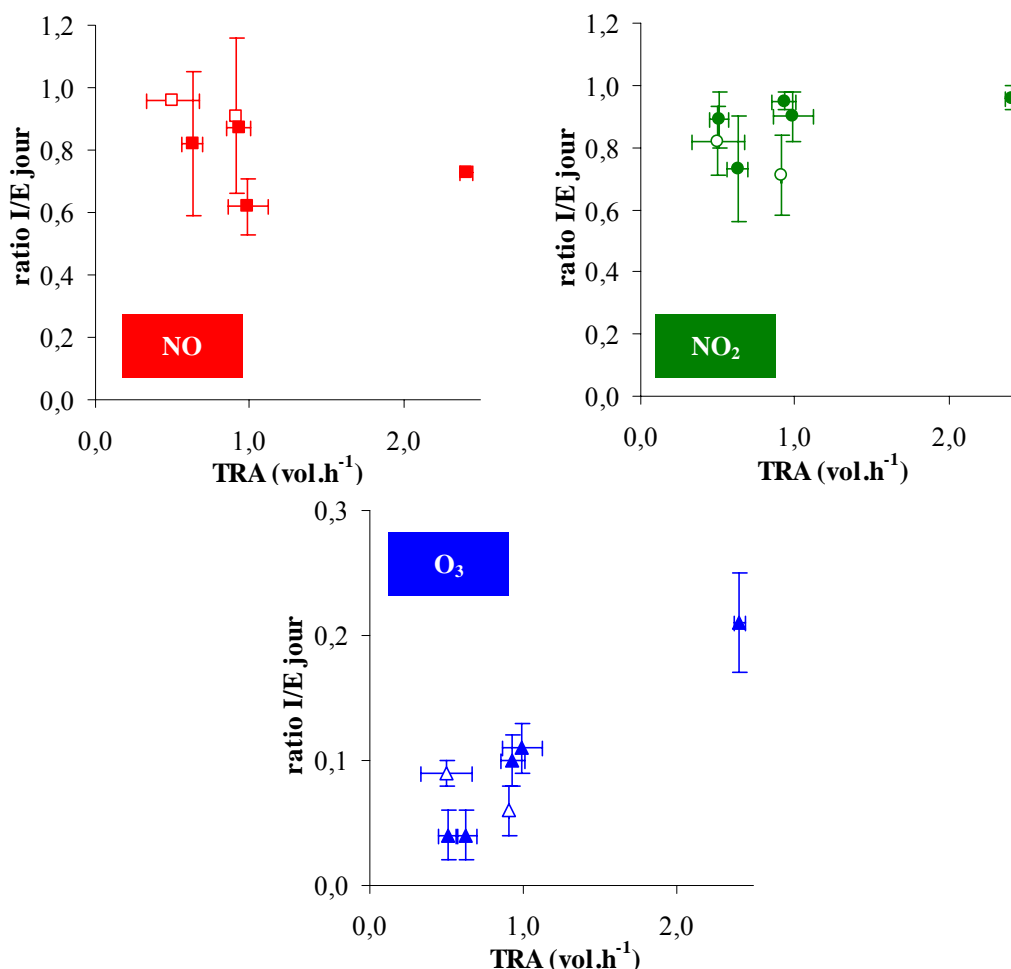 1,2
1,0
0,8
0,6
0,4
0,2
0,0
ratio I/E jour
NO
0,0 1,0 2,0
TRA (vol.h-1)
1,2
1,0
0,8
0,6
0,4
0,2
0,0
ratio I/E jour
NO2
0,0 1,0 2,0
TRA (vol.h-1)
0,3
0,2
0,1
0,0
ratio I/E jour
O3
0,0 1,0 2,0
TRA (vol.h-1)